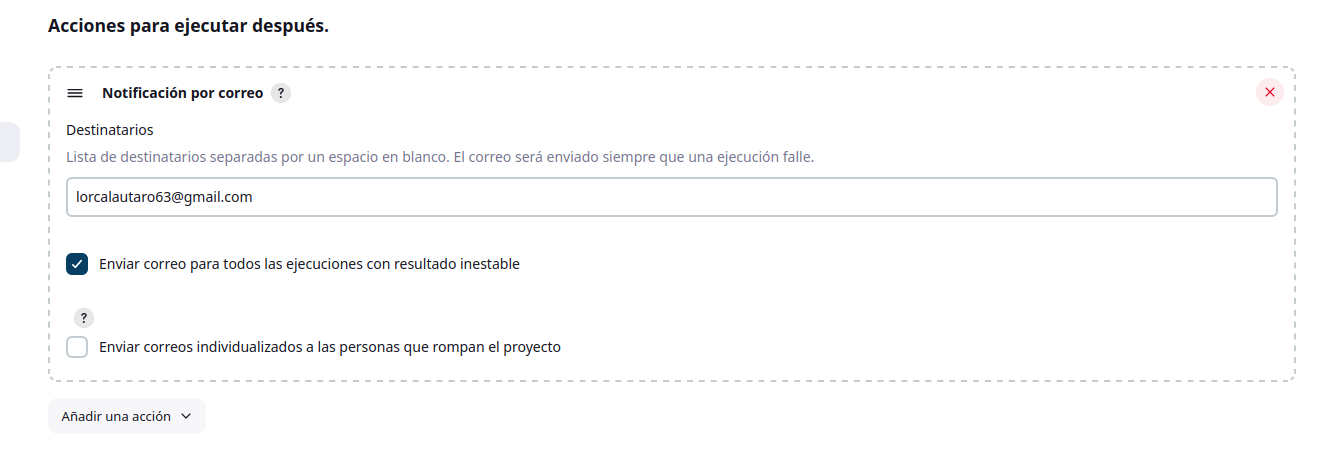 Acciones para ejecutar después.
Notificación por correo ?
Destinatarios
Lista de destinatarios separadas por un espacio en blanco. El correo será enviado siempre que una ejecución falle.
lorcalautaro63@gmail.com
Enviar correo para todos las ejecuciones con resultado inestable
?
Enviar correos individualizados a las personas que rompan el proyecto
Añadir una acción